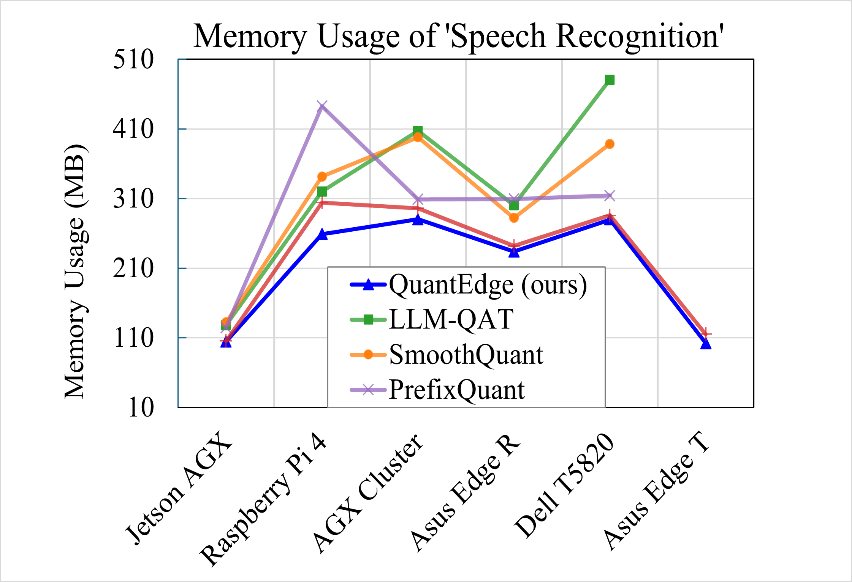 Memory Usage of 'Speech Recognition'
Memory Usage (MB)
510
410
310
210
110
10
QuantEdge (ours)
LLM-QAT
SmoothQuant
PrefixQuant
Jetson AGX
Raspberry Pi 4
AGX Cluster
Asus Edge R
Dell T5820
Asus Edge T